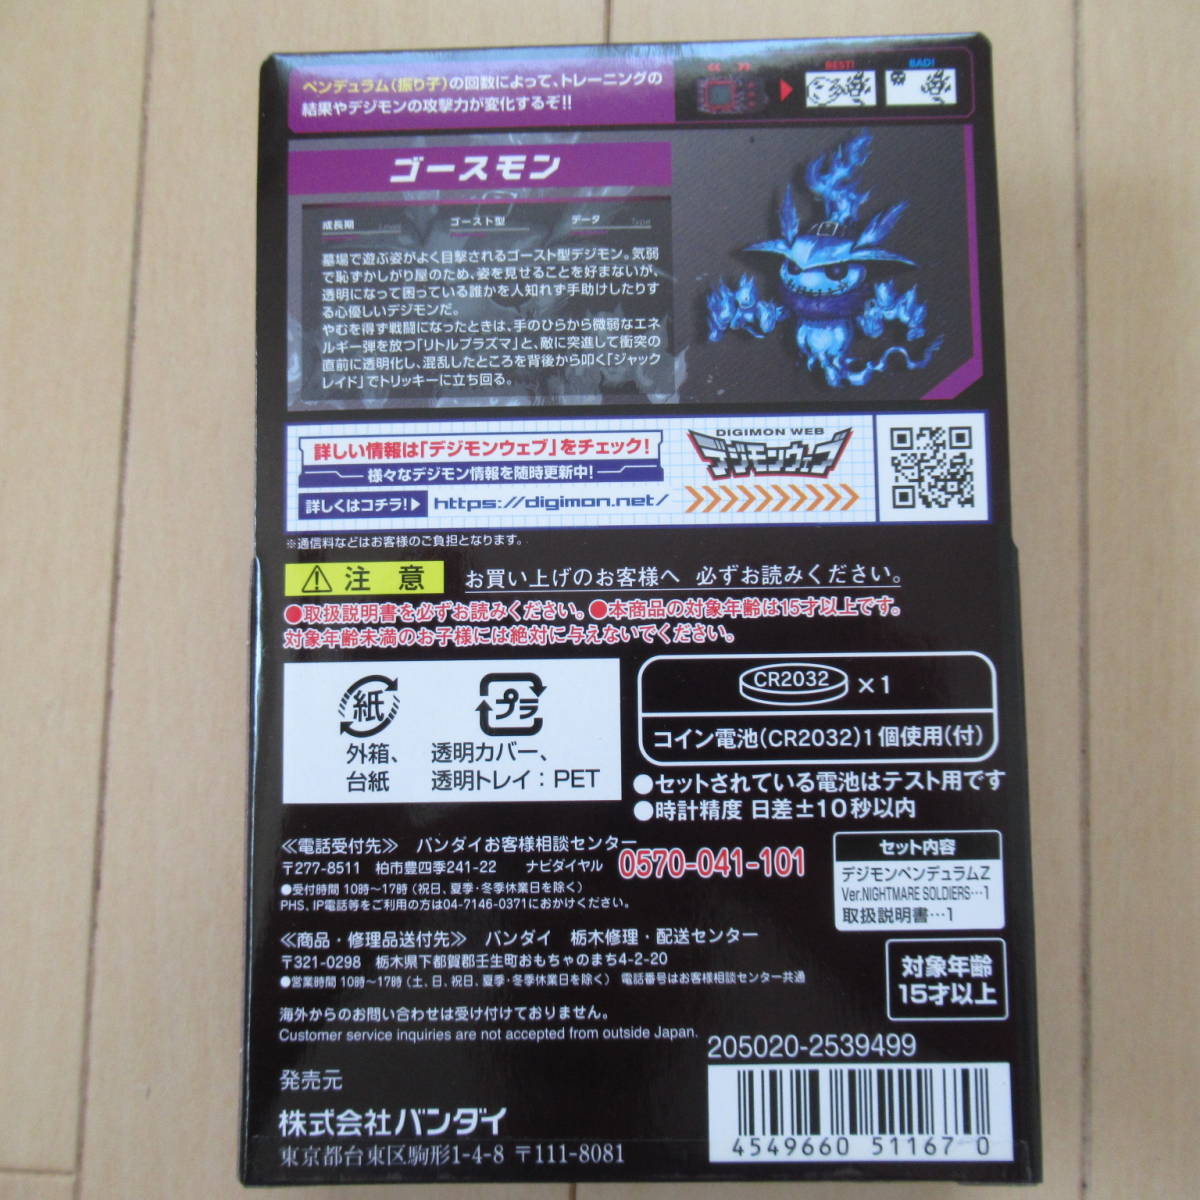 ペンデュラム(振り子)の回数によって、トレーニングの
結果やデジモンの攻撃力が変化するぞ!!
BEST!
BAD!
ゴースモン
成長期 Level ゴースト型 データ Type
墓場で遊ぶ姿がよく目撃されるゴースト型デジモン。気弱
で恥ずかしがり屋のため、姿を見せることを好まないが、
透明になって困っている誰かを人知れず手助けしたりす
る心優しいデジモンだ。
やむを得ず戦闘になったときは、手のひらから微弱なエネ
ルギー弾を放つ「リトルプラズマ」と、敵に突進して衝突の
直前に透明化し、混乱したところを背後から叩く「ジャック
レイド」でトリッキーに立ち回る。
詳しい情報は「デジモンウェブ」をチェック!
様々なデジモン情報を随時更新中!
詳しくはコチラ!▶ https://digimon.net/
DIGIMON WEB
デジモンウェブ
※通信料などはお客様のご負担となります。
⚠注意 お買い上げのお客様へ 必ずお読みください。
●取扱説明書を必ずお読みください。●本商品の対象年齢は15才以上です。
対象年齢未満のお子様には絶対に与えないでください。
紙
外箱、
台紙
プラ
透明カバー、
透明トレイ:PET
CR2032 ×1
コイン電池(CR2032)1個使用(付)
●セットされている電池はテスト用です
●時計精度 日差±10秒以内
≪電話受付先≫ バンダイお客様相談センター
〒277-8511 柏市豊四季241-22 ナビダイヤル 0570-041-101
●受付時間 10時〜17時(祝日、夏季・冬季休業日を除く)
PHS、IP電話等をご利用の方は04-7146-0371におかけください。
セット内容
デジモンペンデュラムZ
Ver.NIGHTMARE SOLDIERS…1
取扱説明書…1
≪商品・修理品送付先≫ バンダイ 栃木修理・配送センター
〒321-0298 栃木県下都賀郡壬生町おもちゃのまち4-2-20
●営業時間 10時〜17時(土、日、祝日、夏季・冬季休業日を除く) 電話番号はお客様相談センター共通
対象年齢
15才以上
海外からのお問い合わせは受け付けておりません。
Customer service inquiries are not accepted from outside Japan.
205020-2539499
発売元
株式会社バンダイ
東京都台東区駒形1-4-8 〒111-8081
4549660 511670